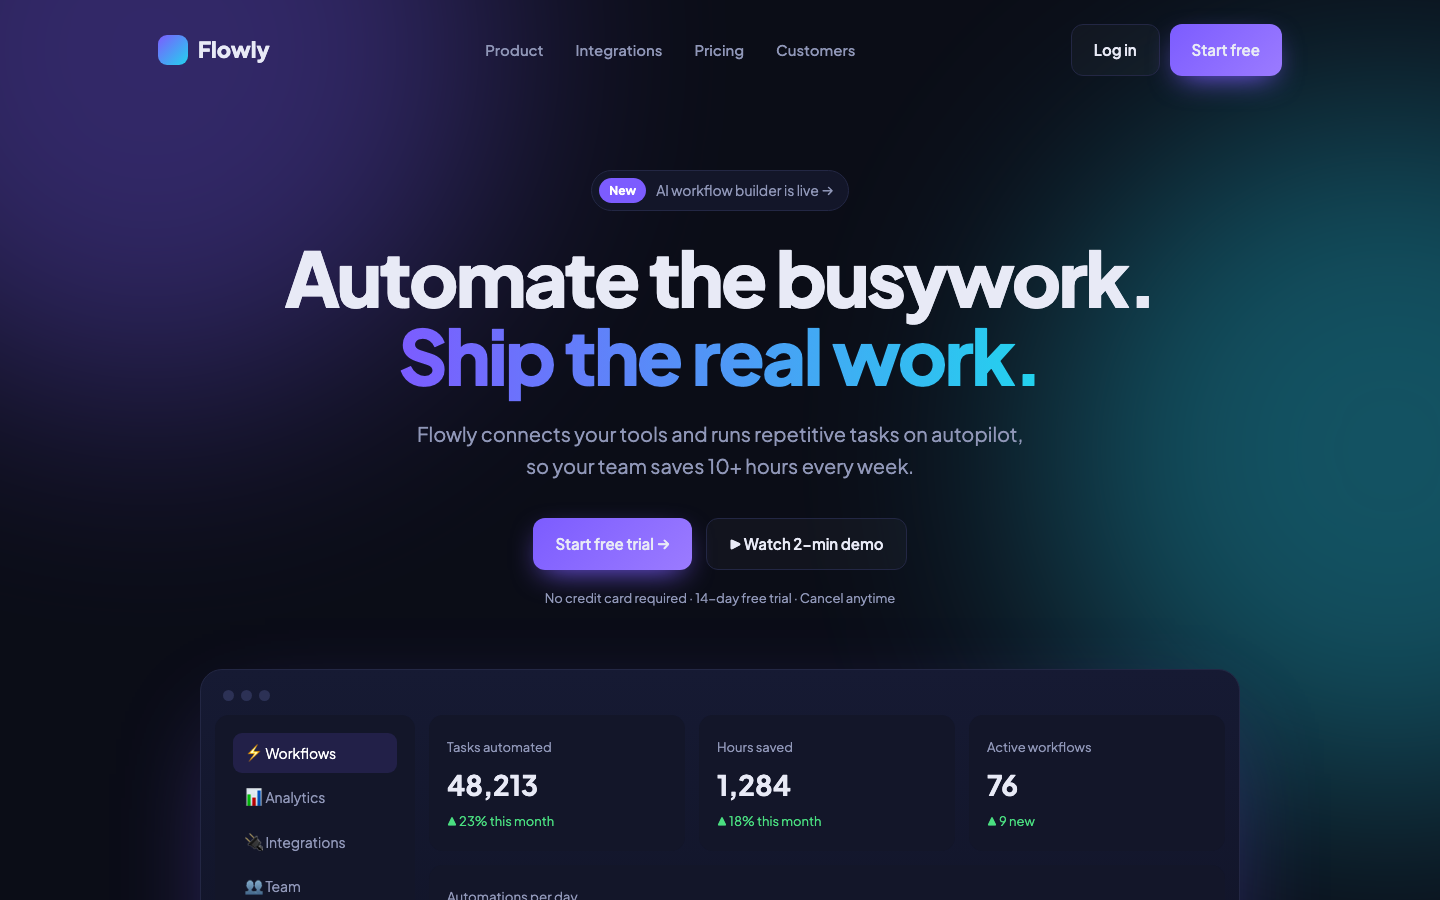 Flowly
Product
Integrations
Pricing
Customers
Log in
Start free
New AI workflow builder is live →
Automate the busywork.
Ship the real work.
Flowly connects your tools and runs repetitive tasks on autopilot,
so your team saves 10+ hours every week.
Start free trial →
▶ Watch 2-min demo
No credit card required · 14-day free trial · Cancel anytime
⚡ Workflows
📊 Analytics
🔌 Integrations
👥 Team
Tasks automated
48,213
▲ 23% this month
Hours saved
1,284
▲ 18% this month
Active workflows
76
▲ 9 new
Automations per day